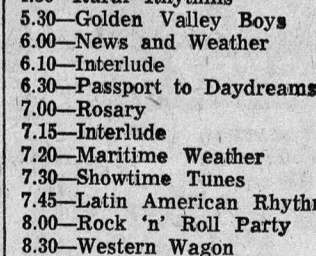 5.30—Golden Valley Boys
6.00—News and Weather
6.10—Interlude
6.30—Passport to Daydreams
7.00—Rosary
7.15—Interlude
7.20—Maritime Weather
7.30—Showtime Tunes
7.45—Latin American Rhyth
8.00—Rock 'n' Roll Party
8.30—Western Wagon